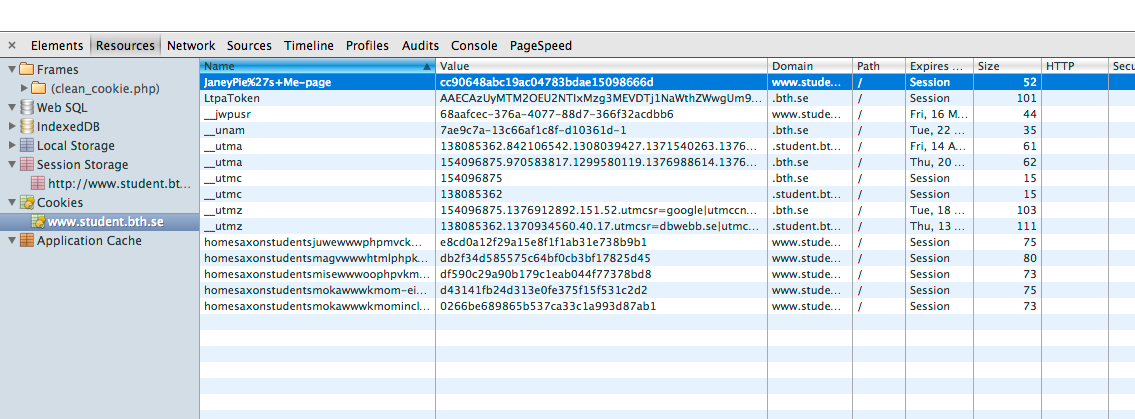 × Elements Resources Network Sources Timeline Profiles Audits Console PageSpeed
Frames
(clean_cookie.php)
Web SQL
IndexedDB
Local Storage
Session Storage
http://www.student.bt...
Cookies
www.student.bth.se
Application Cache
Name Value Domain Path Expires ... Size HTTP Secu
JaneyPie%27s+Me-page cc90648abc19ac04783bdae15098666d www.stude... / Session 52
LtpaToken AAECAzUyMTM2OEU2NTIxMzg3MEVDTj1NaWthZWwgUm9... .bth.se / Session 101
__jwpusr 68aafcec-376a-4077-88d7-366f32acdbb6 www.stude... / Fri, 16 M... 44
__unam 7ae9c7a-13c66af1c8f-d10361d-1 .bth.se / Tue, 22 ... 35
__utma 138085362.842106542.1308039427.1371540263.1376... .student.bt... / Fri, 14 A... 61
__utma 154096875.970583817.1299580119.1376988614.1376... .bth.se / Thu, 20 ... 62
__utmc 154096875 .bth.se / Session 15
__utmc 138085362 .student.bt... / Session 15
__utmz 154096875.1376912892.151.52.utmcsr=google|utmccn... .bth.se / Tue, 18 ... 103
__utmz 138085362.1370934560.40.17.utmcsr=dbwebb.se|utmc... .student.bt... / Thu, 13 ... 111
homesaxonstudentsjuwewwwphpmvck... e8cd0a12f29a15e8f1f1ab31e738b9b1 www.stude... / Session 75
homesaxonstudentsmagvwwwhtmlphpk... db2f34d585575c64bf0cb3bf17825d45 www.stude... / Session 80
homesaxonstudentsmisewwwoophpvkm... df590c29a90b179c1eab044f77378bd8 www.stude... / Session 73
homesaxonstudentsmokawwwkmom-ei... d43141fb24d313e0fe375f15f531c2d2 www.stude... / Session 75
homesaxonstudentsmokawwwkmomincl... 0266be689865b537ca33c1a993d87ab1 www.stude... / Session 73